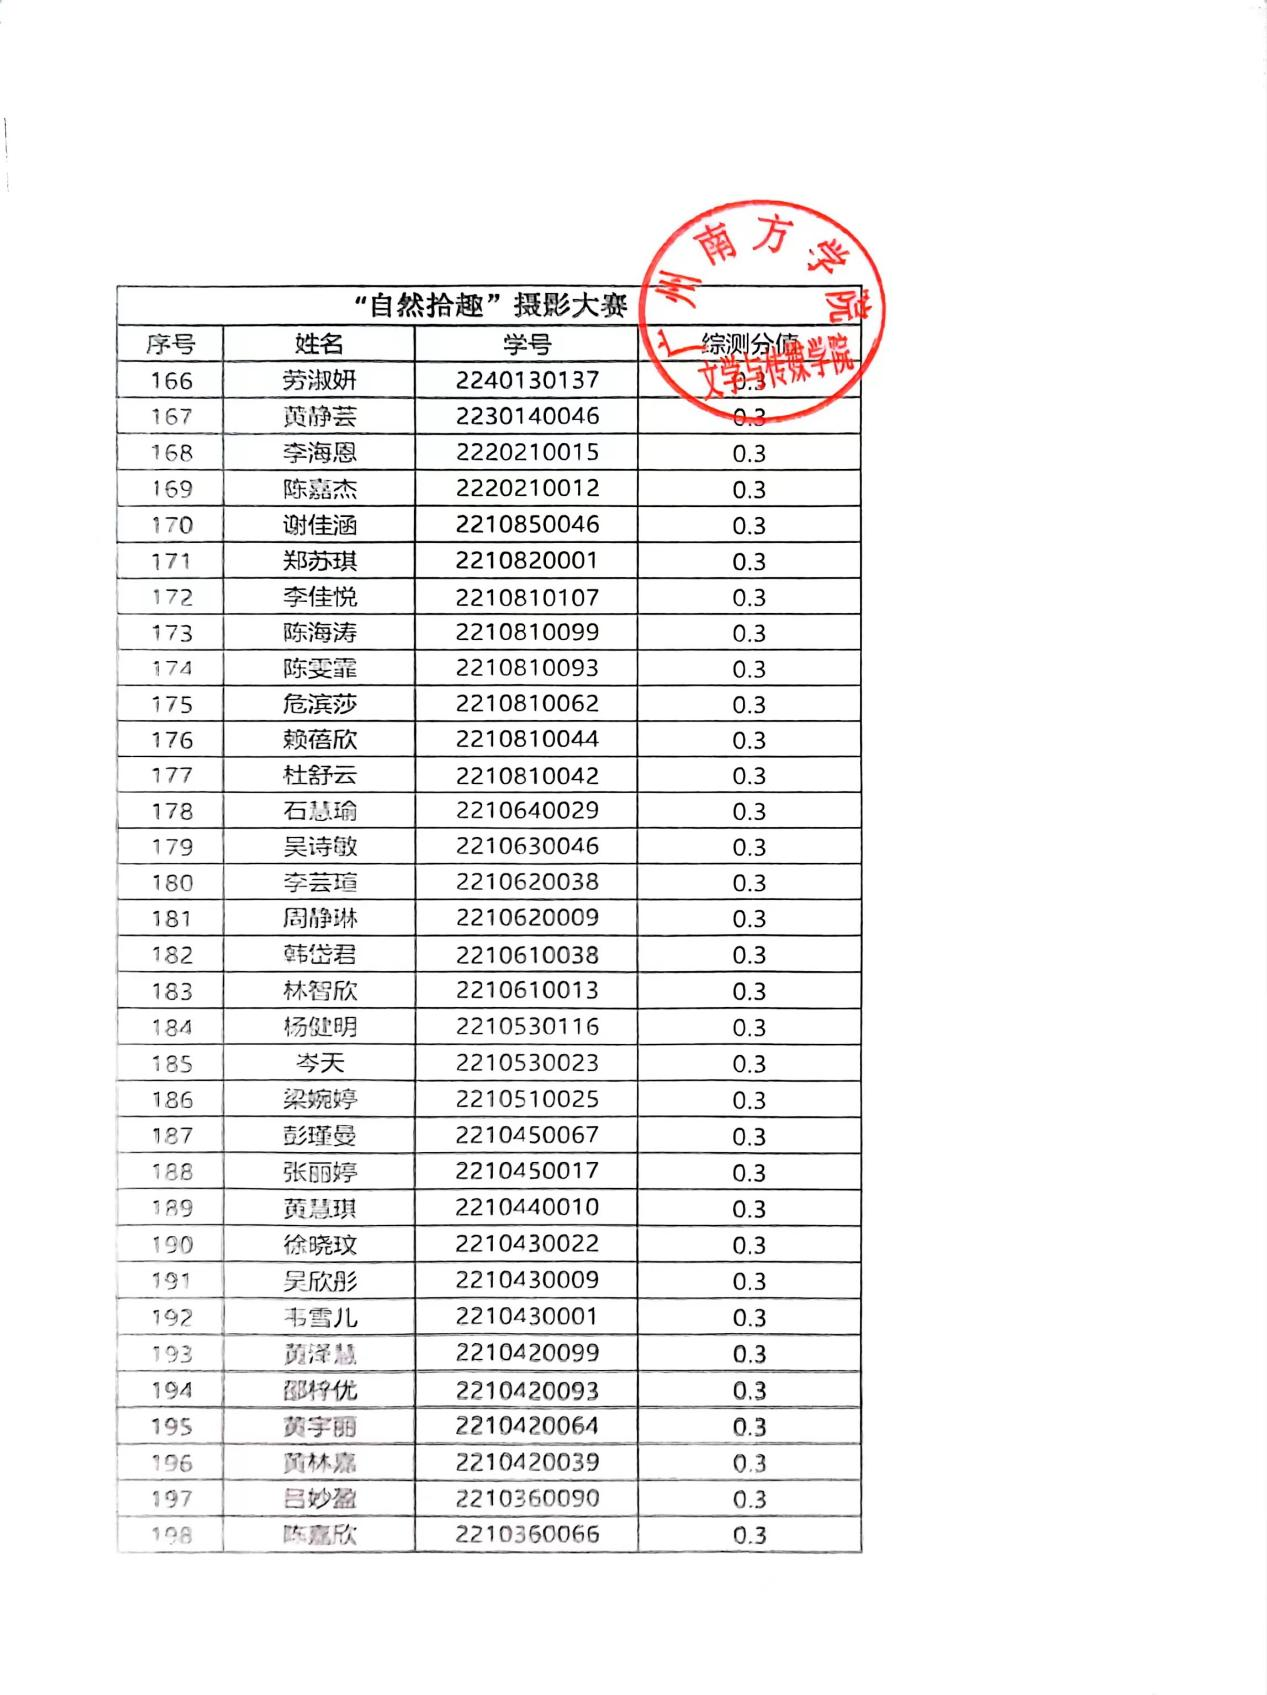 广州南方学院
文学与传媒学院
“自然拾趣”摄影大赛
序号 姓名 学号 综测分值
166 劳淑妍 2240130137 0.3
167 黄静芸 2230140046 0.3
168 李海恩 2220210015 0.3
169 陈嘉杰 2220210012 0.3
170 谢佳涵 2210850046 0.3
171 郑苏琪 2210820001 0.3
172 李佳悦 2210810107 0.3
173 陈海涛 2210810099 0.3
174 陈雯霏 2210810093 0.3
175 危滨莎 2210810062 0.3
176 赖蓓欣 2210810044 0.3
177 杜舒云 2210810042 0.3
178 石慧瑜 2210640029 0.3
179 吴诗敏 2210630046 0.3
180 李芸瑄 2210620038 0.3
181 周静琳 2210620009 0.3
182 韩岱君 2210610038 0.3
183 林智欣 2210610013 0.3
184 杨健明 2210530116 0.3
185 岑天 2210530023 0.3
186 梁婉婷 2210510025 0.3
187 彭瑾曼 2210450067 0.3
188 张丽婷 2210450017 0.3
189 黄慧琪 2210440010 0.3
190 徐晓玟 2210430022 0.3
191 吴欣彤 2210430009 0.3
192 韦雪儿 2210430001 0.3
193 黄泽慧 2210420099 0.3
194 邵梓优 2210420093 0.3
195 黄宇丽 2210420064 0.3
196 黄林嘉 2210420039 0.3
197 吕妙盈 2210360090 0.3
198 陈嘉欣 2210360066 0.3